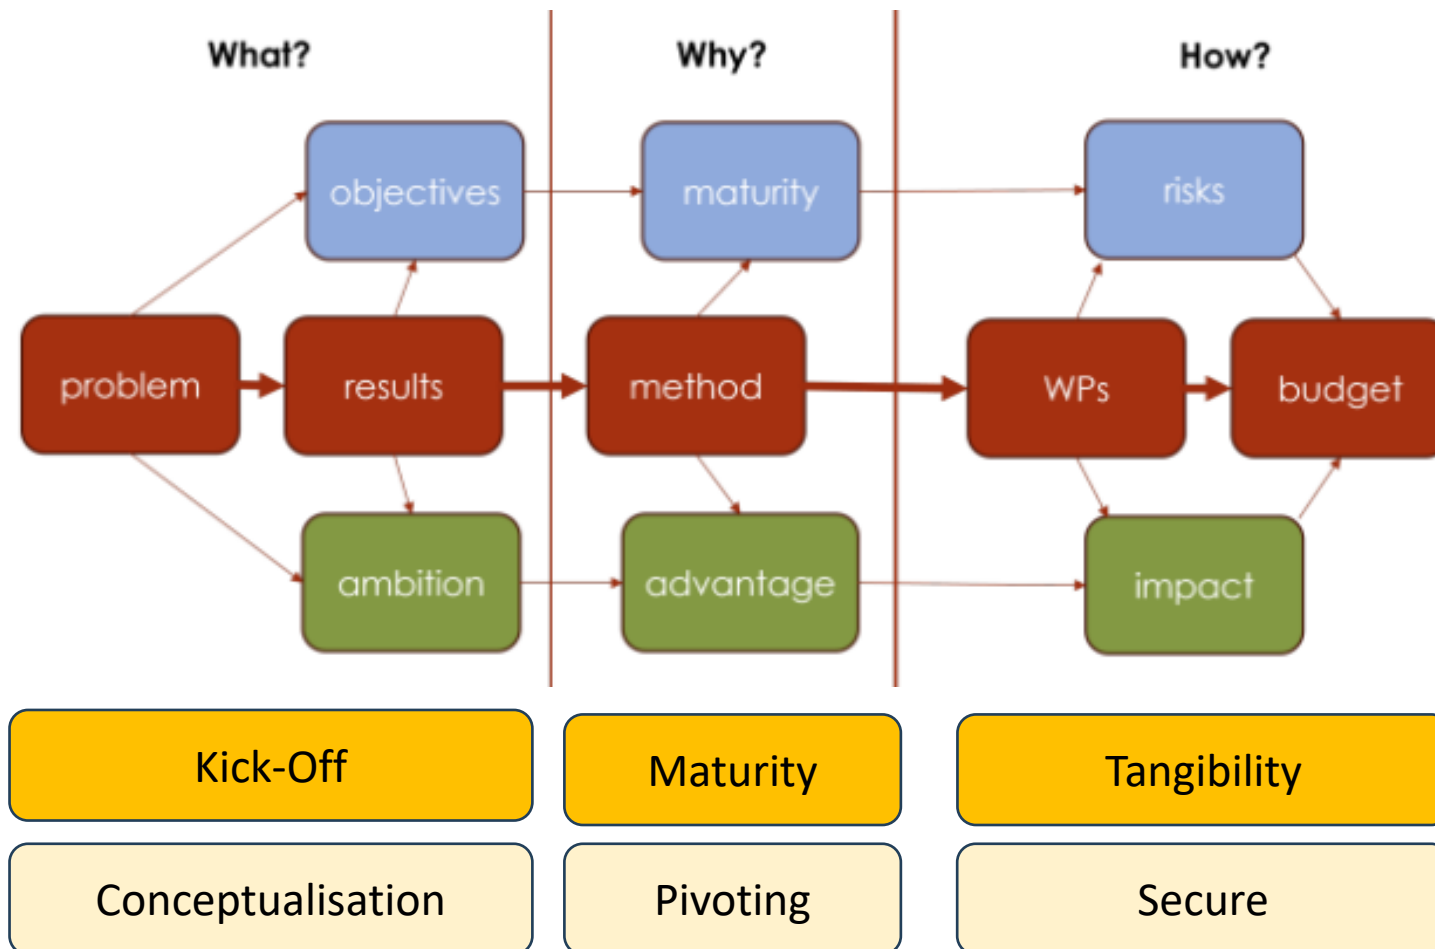 What?
Why?
How?
objectives
maturity
risks
problem
results
method
WPs
budget
ambition
advantage
impact
Kick-Off
Maturity
Tangibility
Conceptualisation
Pivoting
Secure